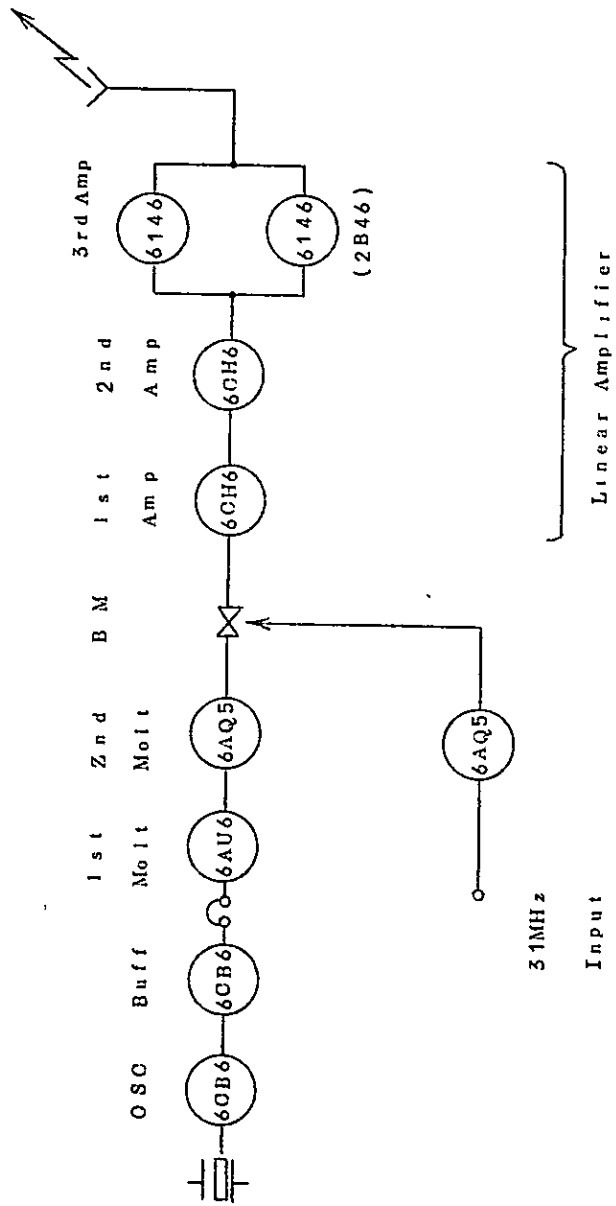 3rd Amp
1st
Znd
1st
2nd
OSC
Buff
Molt
Molt
BM
Amp
Amp
6146
6CB6
6CB6
6AU6
6AQ5
6CH6
6CH6
6146
(2B46)
6AQ5
31MHz
Input
Linear Amplifier